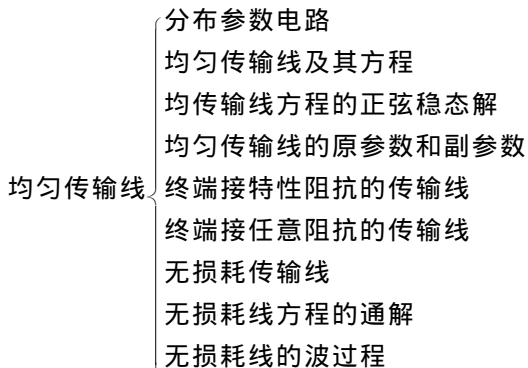 分布参数电路
均匀传输线及其方程
均传输线方程的正弦稳态解
均匀传输线的原参数和副参数
均匀传输线
终端接特性阻抗的传输线
终端接任意阻抗的传输线
无损耗传输线
无损耗线方程的通解
无损耗线的波过程